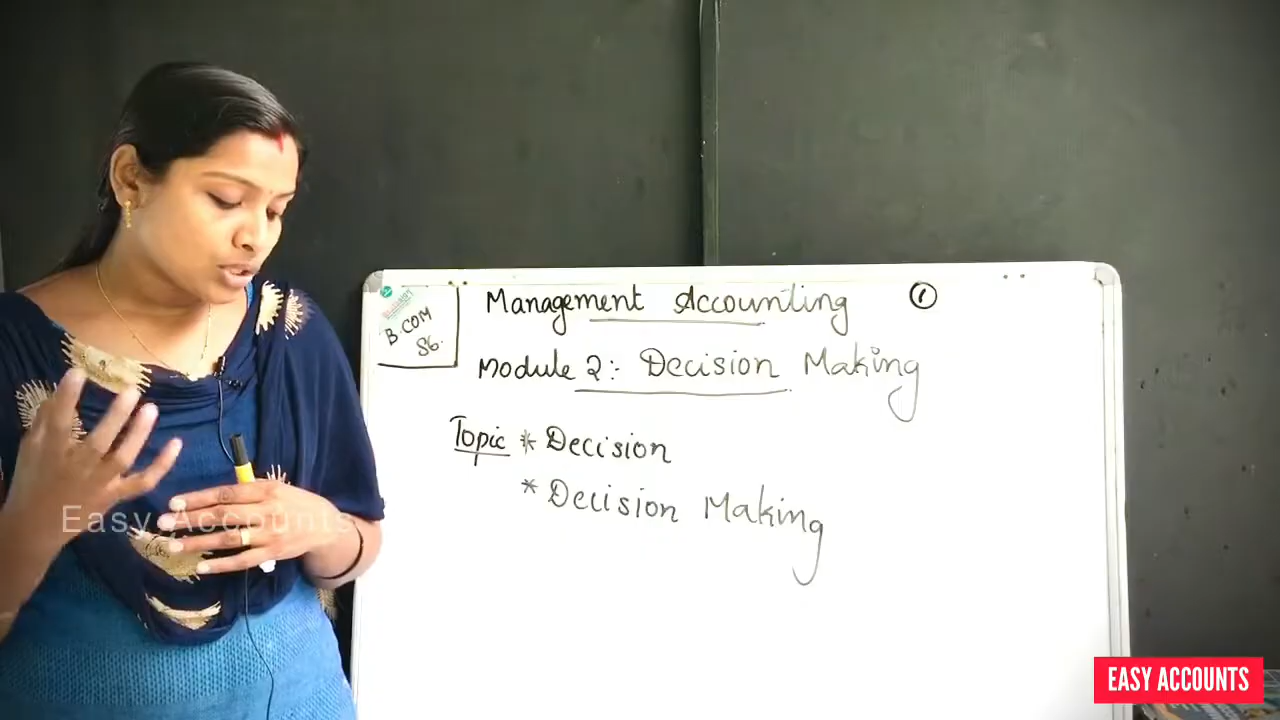 B.COM
S6.
Management Accounting ①
Module 2:- Decision Making
Topic * Decision
* Decision Making
Easy Accounts
EASY ACCOUNTS